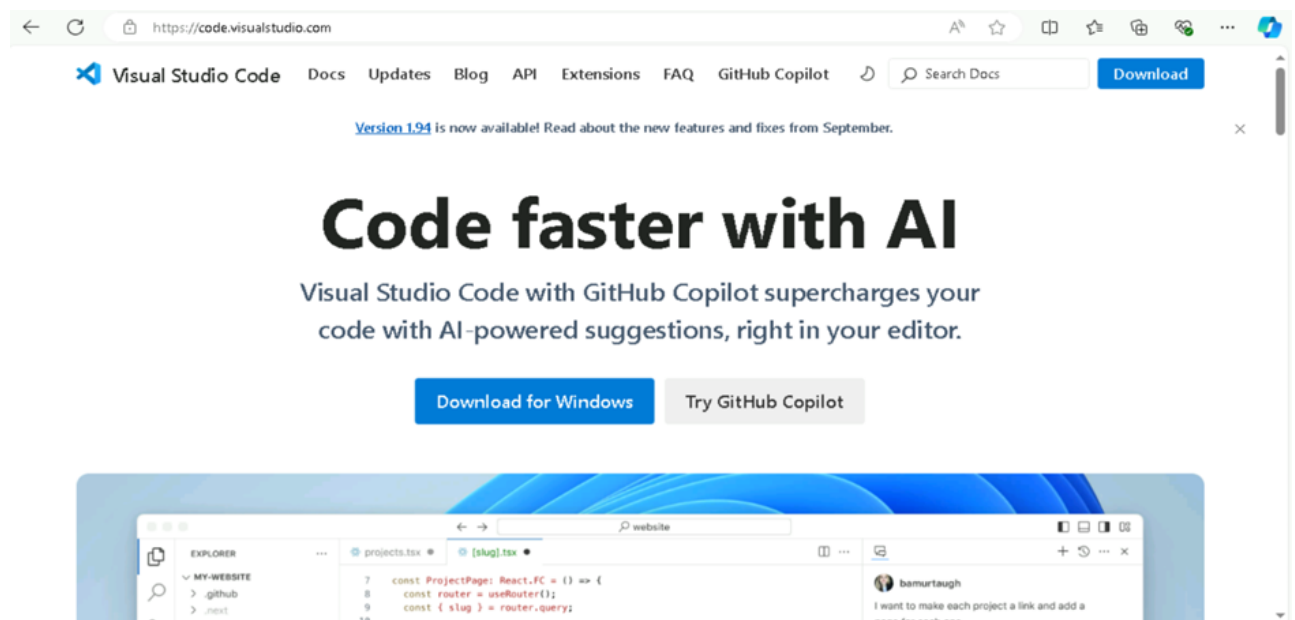 https://code.visualstudio.com
Visual Studio Code Docs Updates Blog API Extensions FAQ GitHub Copilot Search Docs Download
Version 1.94 is now available! Read about the new features and fixes from September.
Code faster with AI
Visual Studio Code with GitHub Copilot supercharges your
code with AI-powered suggestions, right in your editor.
Download for Windows Try GitHub Copilot
website
EXPLORER ... projects.tsx [slug].tsx
MY-WEBSITE
.github
.next
7 const ProjectPage: React.FC = () => {
8 const router = useRouter();
9 const { slug } = router.query;
10
bamurtaugh
I want to make each project a link and add a